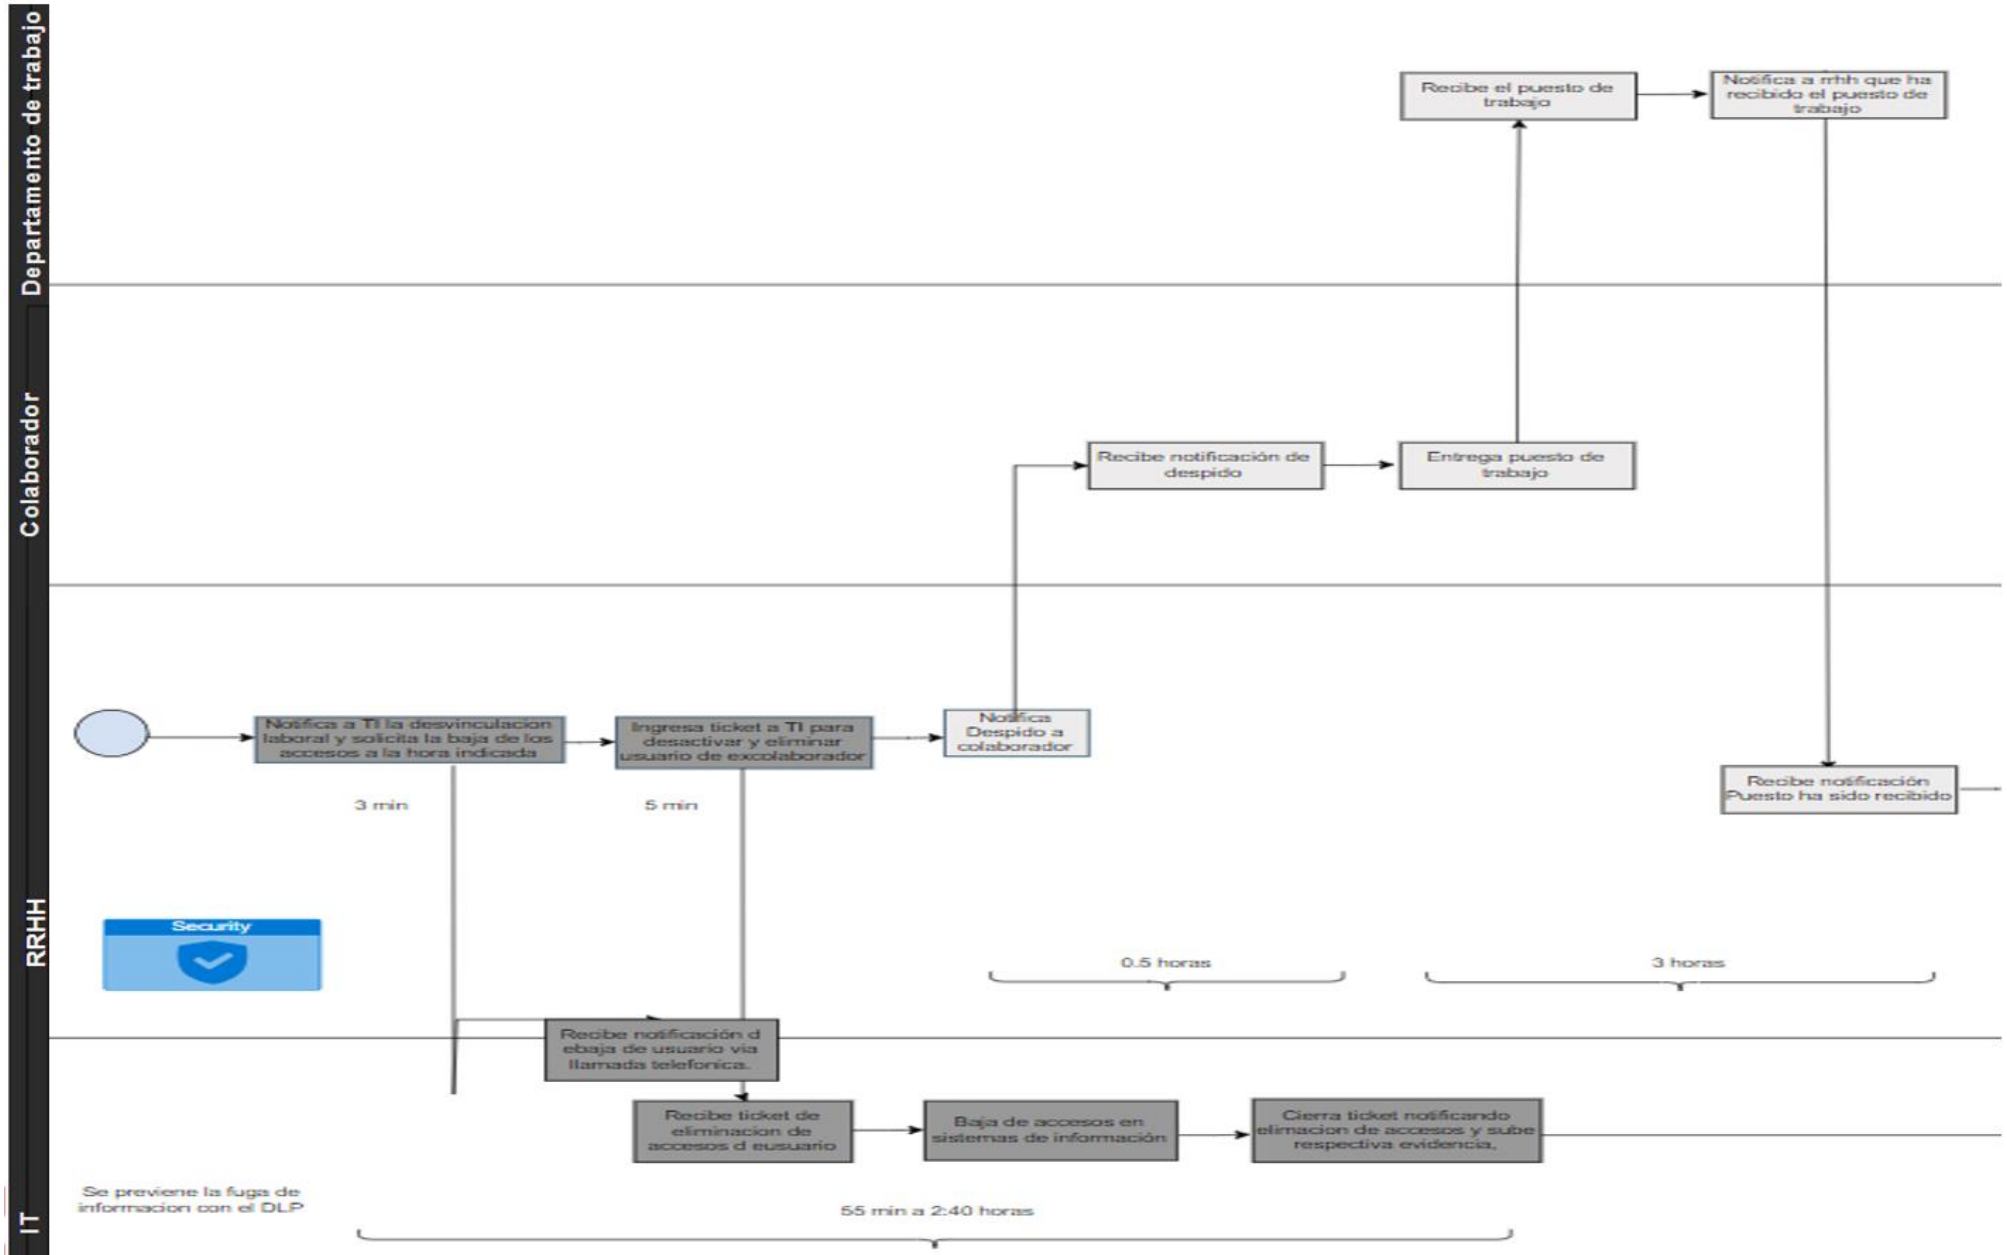 Departamento de trabajo
Recibe el puesto de
trabajo
Notifica a rrhh que ha
recibido el puesto de
trabajo
Colaborador
Recibe notificación de
despido
Entrega puesto de
trabajo
RRHH
Notifica a TI la desvinculacion
laboral y solicita la baja de los
accesos a la hora indicada
Ingresa ticket a TI para
desactivar y eliminar
usuario de excolaborador
Notifica
Despido a
colaborador
3 min
5 min
Recibe notificación
Puesto ha sido recibido
Security
0.5 horas
3 horas
IT
Recibe notificación d
ebaja de usuario via
llamada telefonica.
Recibe ticket de
eliminacion de
accesos d eusuario
Baja de accesos en
sistemas de información
Cierra ticket notificando
elimacion de accesos y sube
respectiva evidencia,
Se previene la fuga de
informacion con el DLP
55 min a 2:40 horas